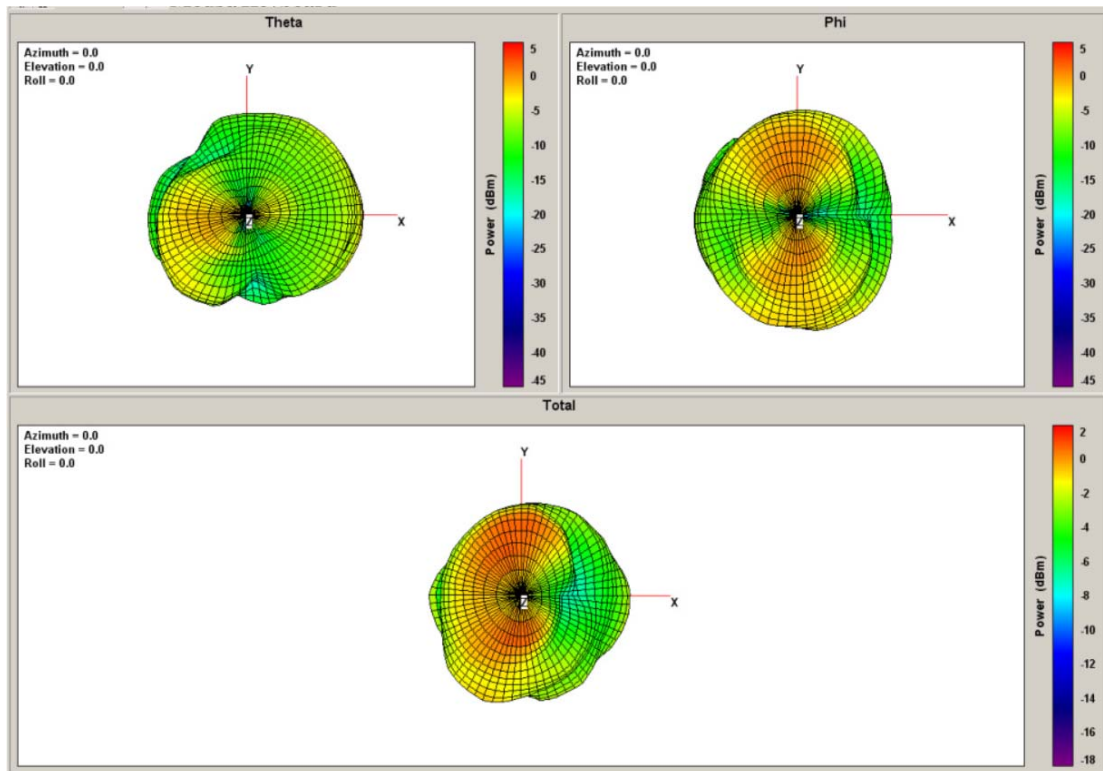 Theta
Azimuth = 0.0
Elevation = 0.0
Roll = 0.0
Y
X
Z
5
0
-5
-10
-15
-20
-25
-30
-35
-40
-45
Power (dBm)
Phi
Azimuth = 0.0
Elevation = 0.0
Roll = 0.0
Y
X
Z
5
0
-5
-10
-15
-20
-25
-30
-35
-40
-45
Power (dBm)
Total
Azimuth = 0.0
Elevation = 0.0
Roll = 0.0
Y
X
Z
2
0
-2
-4
-6
-8
-10
-12
-14
-16
-18
Power (dBm)